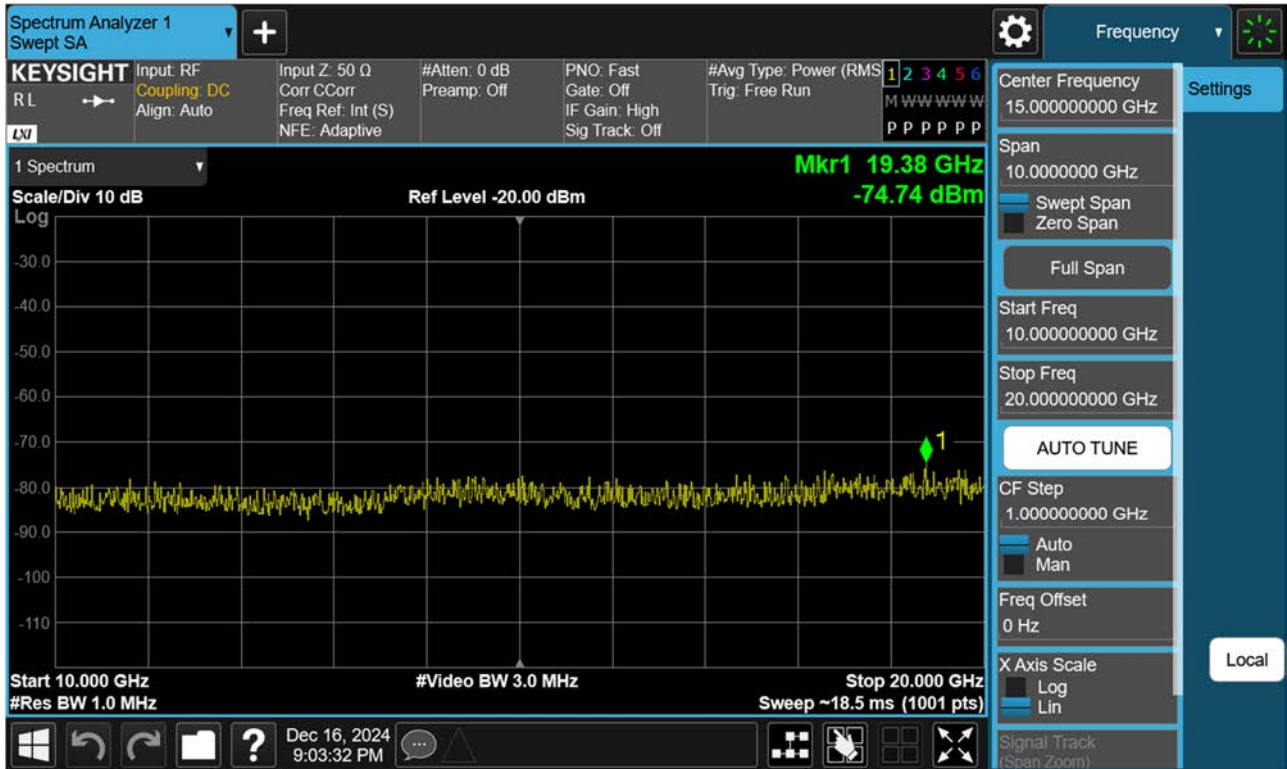 Spectrum Analyzer 1
Swept SA
Frequency
KEYSIGHT
R L
LXI
Input: RF
Coupling: DC
Align: Auto
Input Z: 50 Ω
Corr CCorr
Freq Ref: Int (S)
NFE: Adaptive
#Atten: 0 dB
Preamp: Off
PNO: Fast
Gate: Off
IF Gain: High
Sig Track: Off
#Avg Type: Power (RMS
Trig: Free Run
1 2 3 4 5 6
M W W W W W
P P P P P P
1 Spectrum
Scale/Div 10 dB
Ref Level -20.00 dBm
Mkr1 19.38 GHz
-74.74 dBm
Log
-30.0
-40.0
-50.0
-60.0
-70.0
-80.0
-90.0
-100
-110
1
Start 10.000 GHz
#Video BW 3.0 MHz
Stop 20.000 GHz
#Res BW 1.0 MHz
Sweep ~18.5 ms (1001 pts)
Dec 16, 2024
9:03:32 PM
?
Center Frequency
15.000000000 GHz
Span
10.0000000 GHz
Swept Span
Zero Span
Full Span
Start Freq
10.000000000 GHz
Stop Freq
20.000000000 GHz
AUTO TUNE
CF Step
1.000000000 GHz
Auto
Man
Freq Offset
0 Hz
X Axis Scale
Log
Lin
Signal Track
(Span Zoom)
Settings
Local